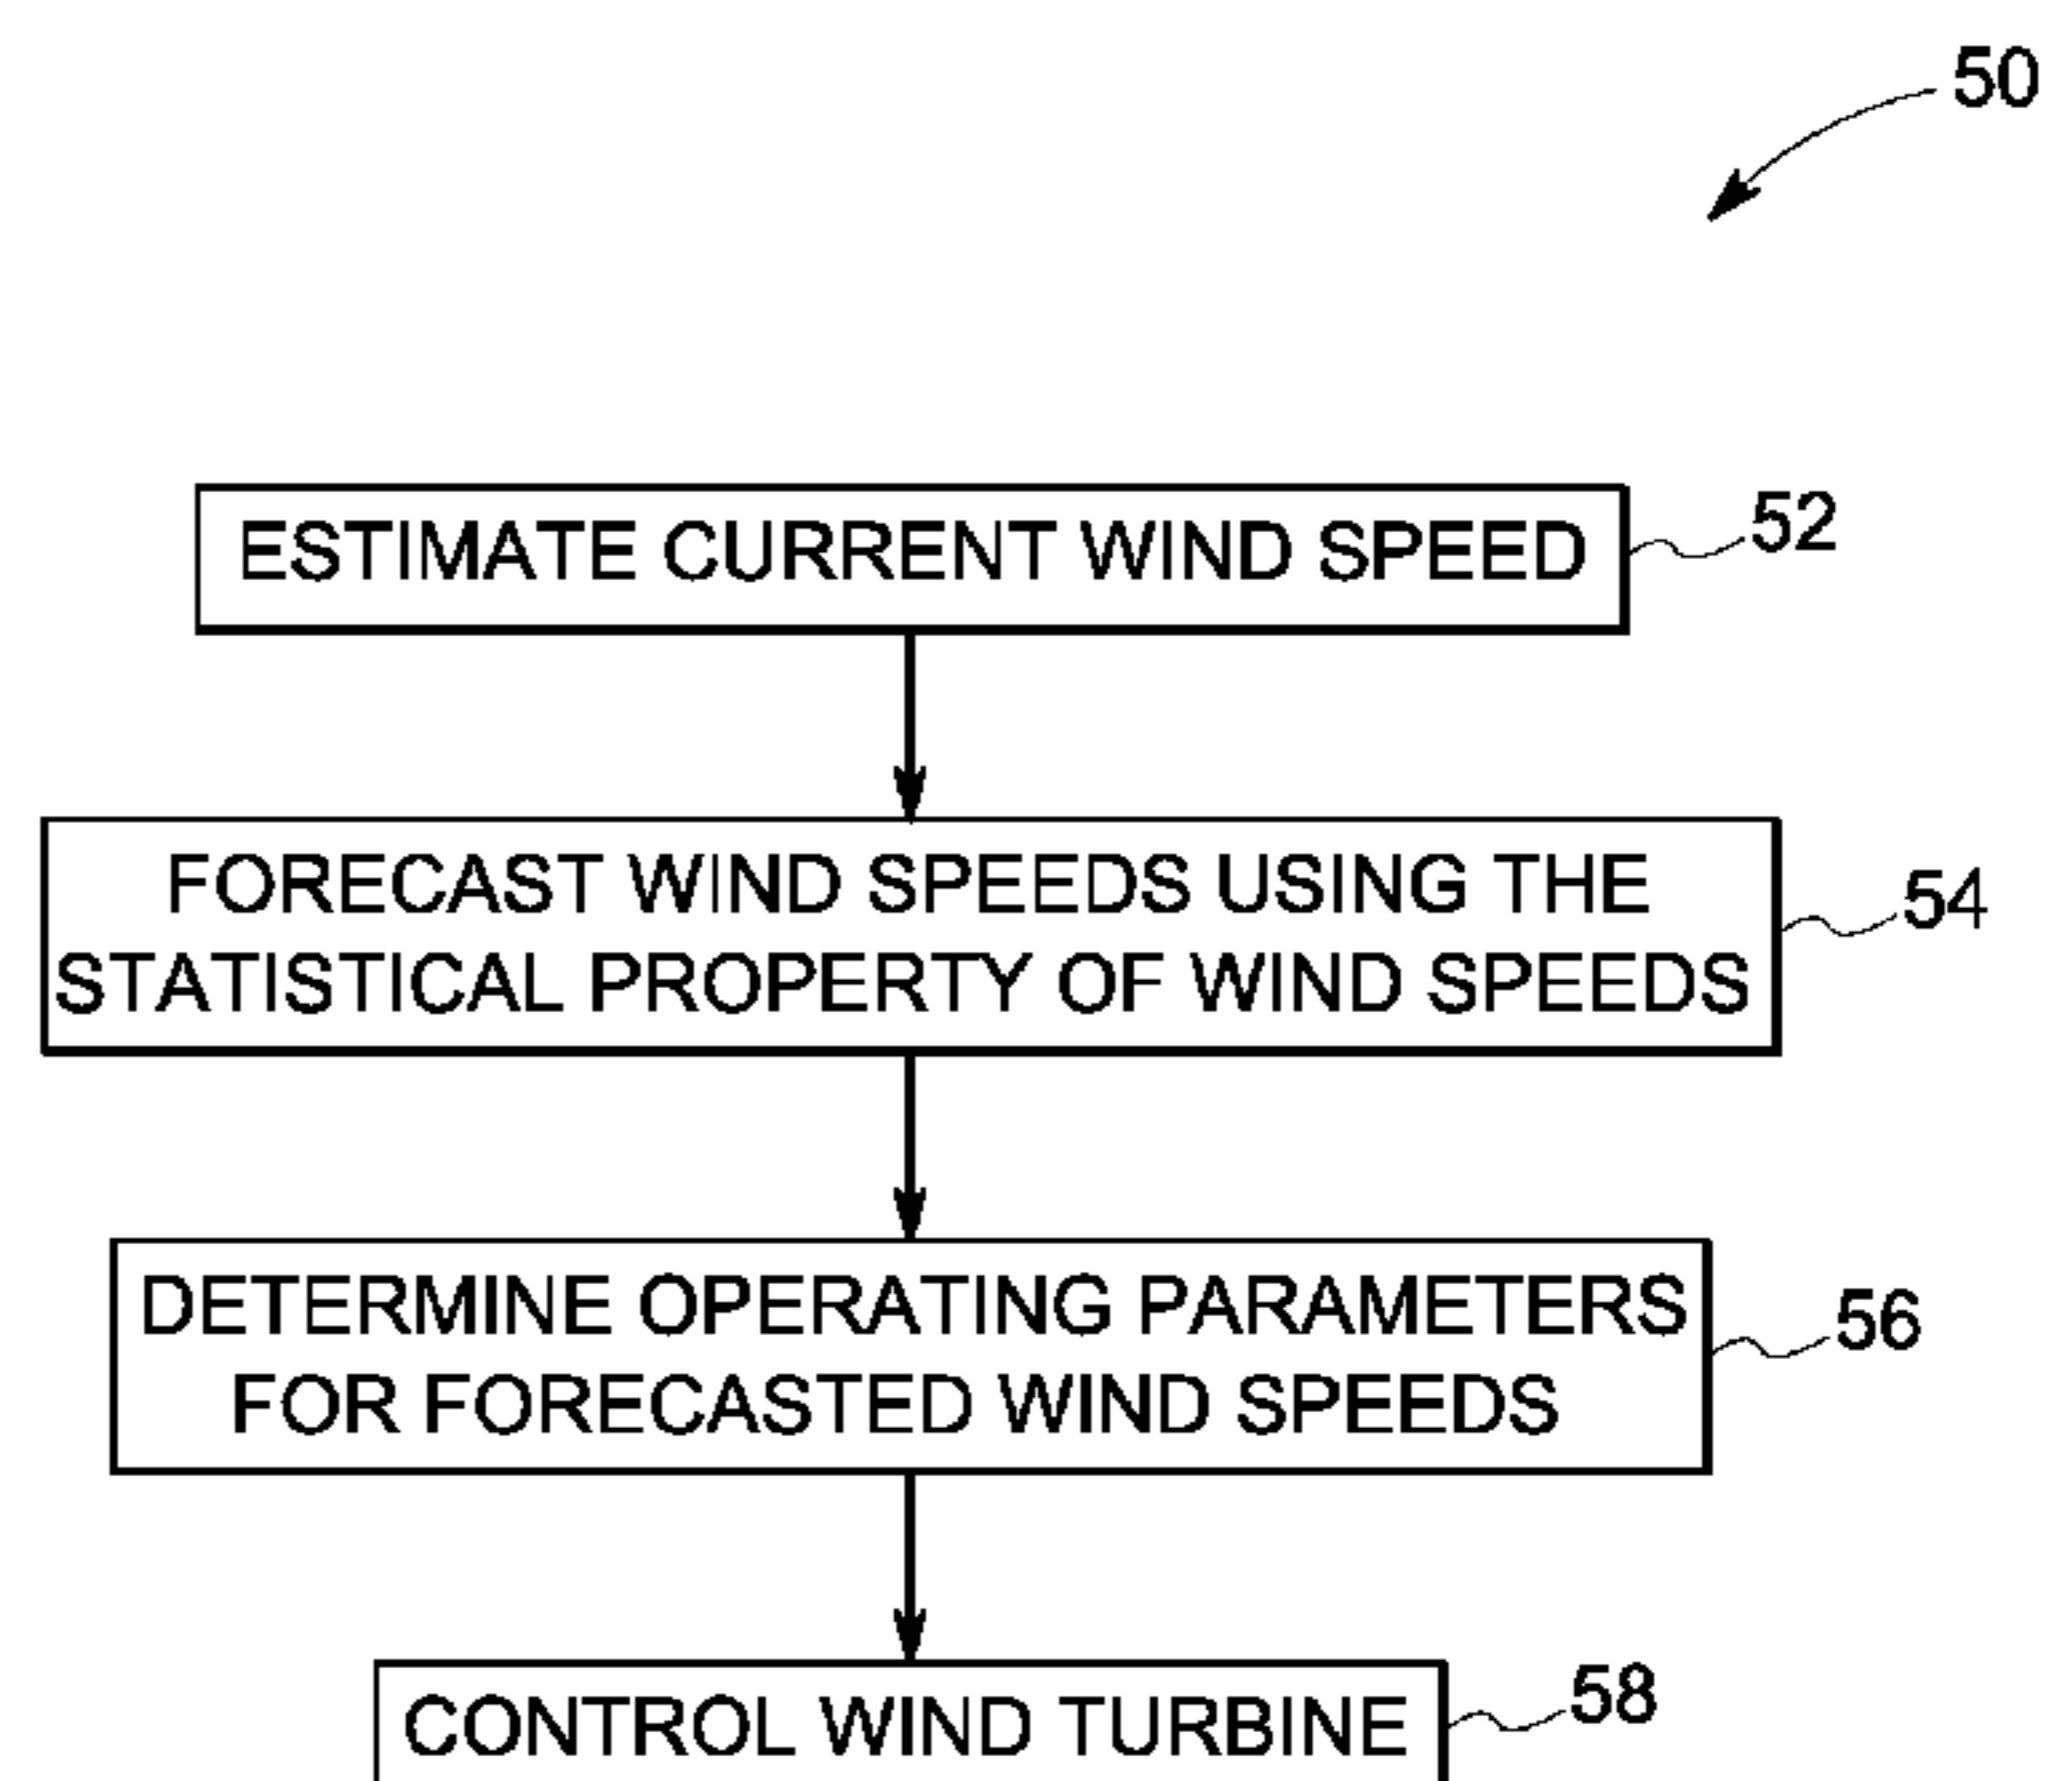 50
ESTIMATE CURRENT WIND SPEED
52
FORECAST WIND SPEEDS USING THE
STATISTICAL PROPERTY OF WIND SPEEDS
54
DETERMINE OPERATING PARAMETERS
FOR FORECASTED WIND SPEEDS
56
CONTROL WIND TURBINE
58